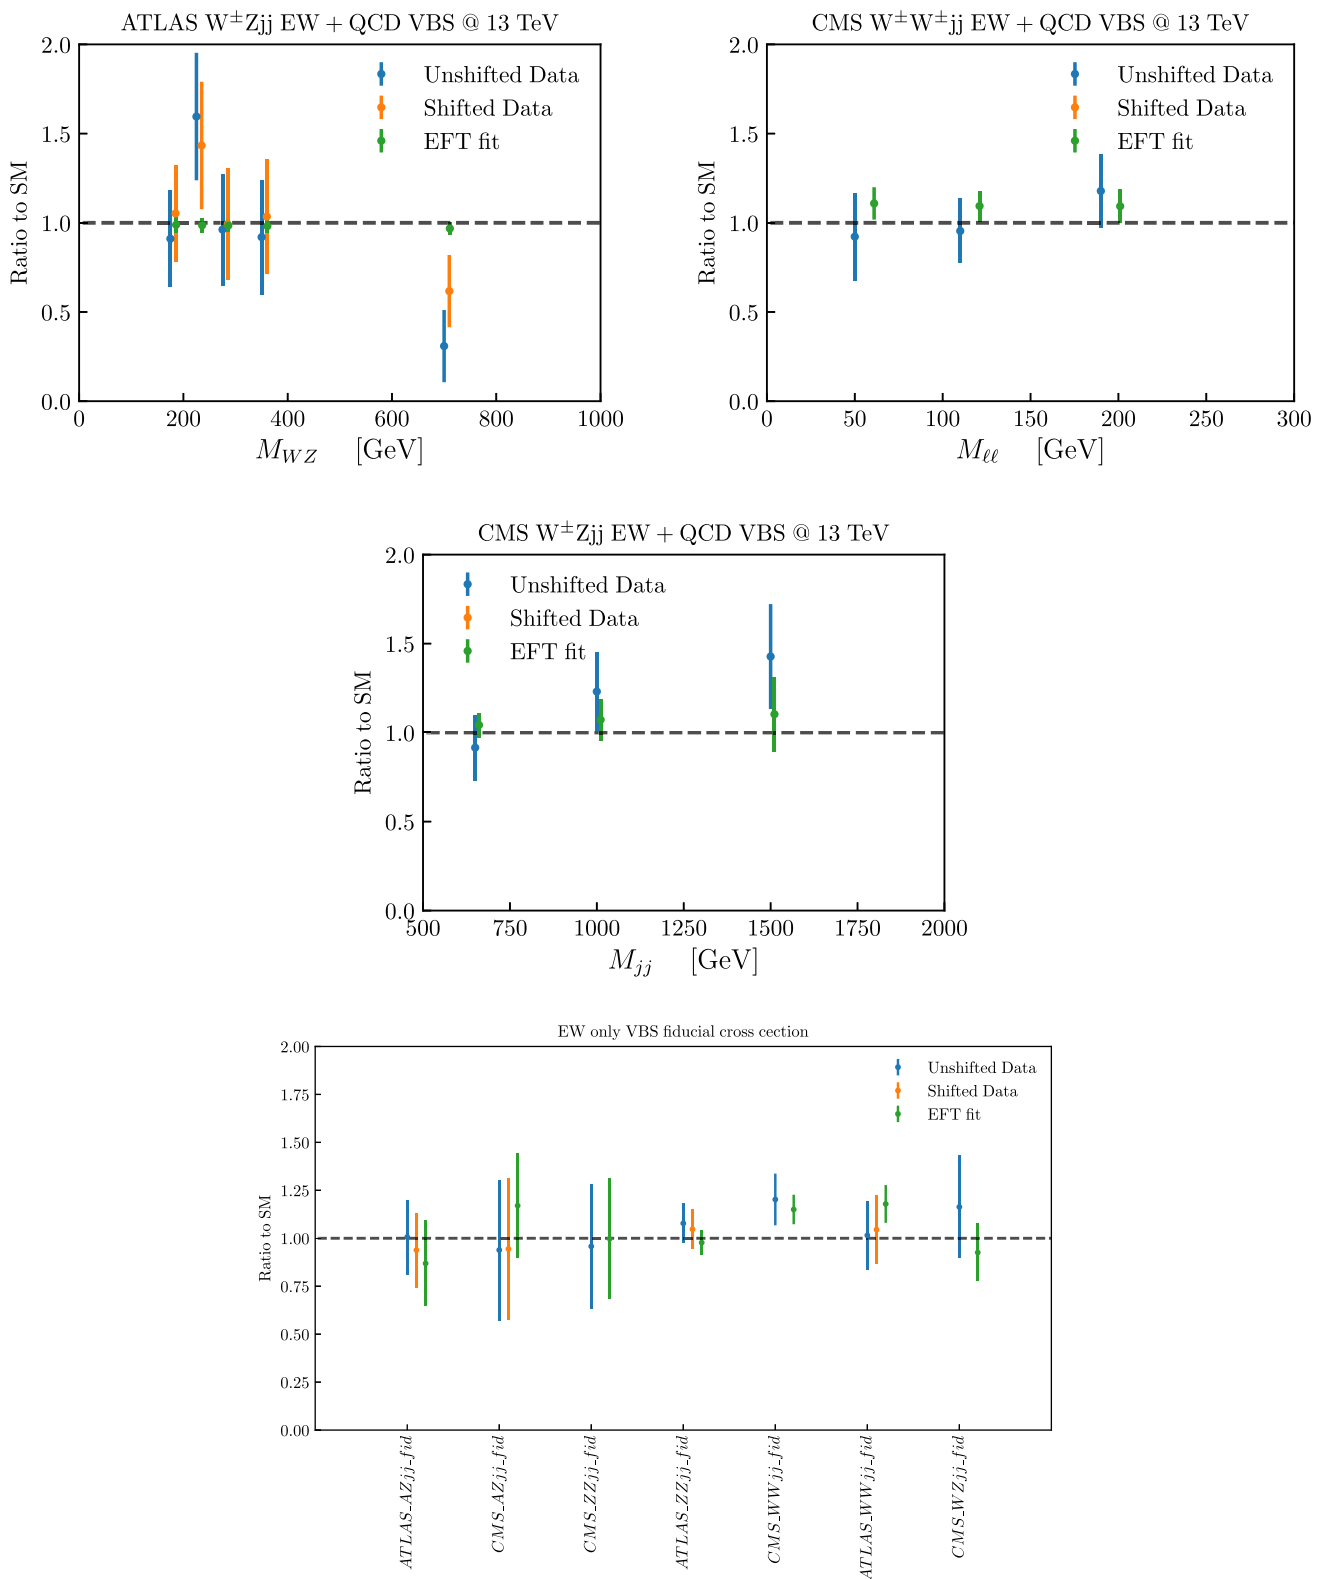 ATLAS W±Zjj EW + QCD VBS @ 13 TeV
2.0
1.5
1.0
0.5
0.0
Ratio to SM
Unshifted Data
Shifted Data
EFT fit
0 200 400 600 800 1000
M_{WZ} [GeV]
CMS W±W±jj EW + QCD VBS @ 13 TeV
2.0
1.5
1.0
0.5
0.0
Ratio to SM
Unshifted Data
Shifted Data
EFT fit
0 50 100 150 200 250 300
M_{ℓℓ} [GeV]
CMS W±Zjj EW + QCD VBS @ 13 TeV
2.0
1.5
1.0
0.5
0.0
Ratio to SM
Unshifted Data
Shifted Data
EFT fit
500 750 1000 1250 1500 1750 2000
M_{jj} [GeV]
EW only VBS fiducial cross cection
2.00
1.75
1.50
1.25
1.00
0.75
0.50
0.25
0.00
Ratio to SM
Unshifted Data
Shifted Data
EFT fit
ATLAS_AZjj_fid
CMS_AZjj_fid
CMS_ZZjj_fid
ATLAS_ZZjj_fid
CMS_WWjj_fid
ATLAS_WWjj_fid
CMS_WZjj_fid